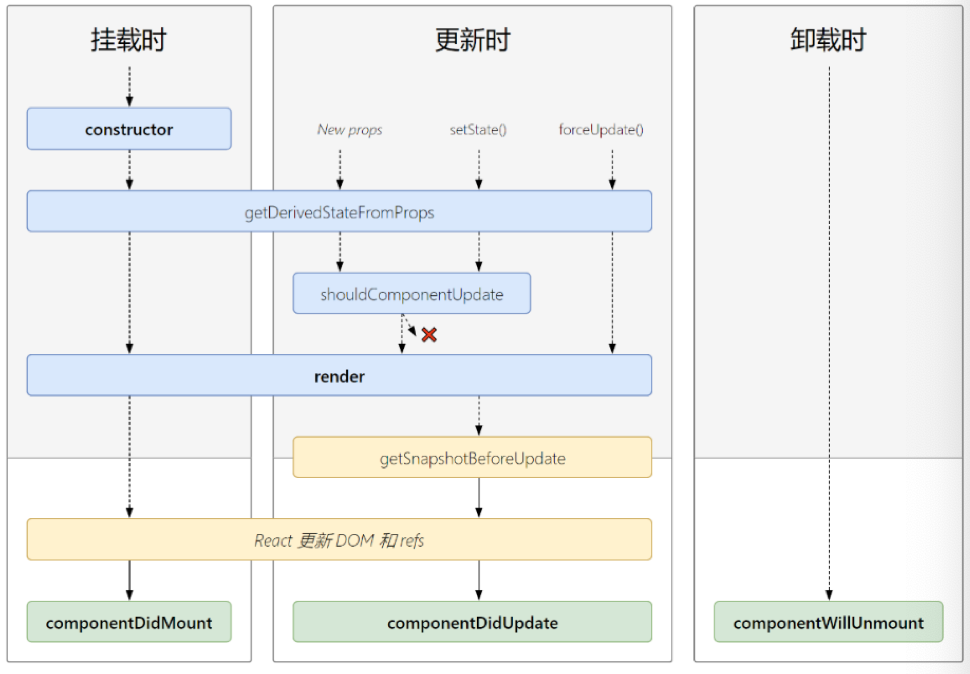 挂载时
更新时
卸载时
constructor
New props
setState()
forceUpdate()
getDerivedStateFromProps
shouldComponentUpdate
render
getSnapshotBeforeUpdate
React 更新 DOM 和 refs
componentDidMount
componentDidUpdate
componentWillUnmount